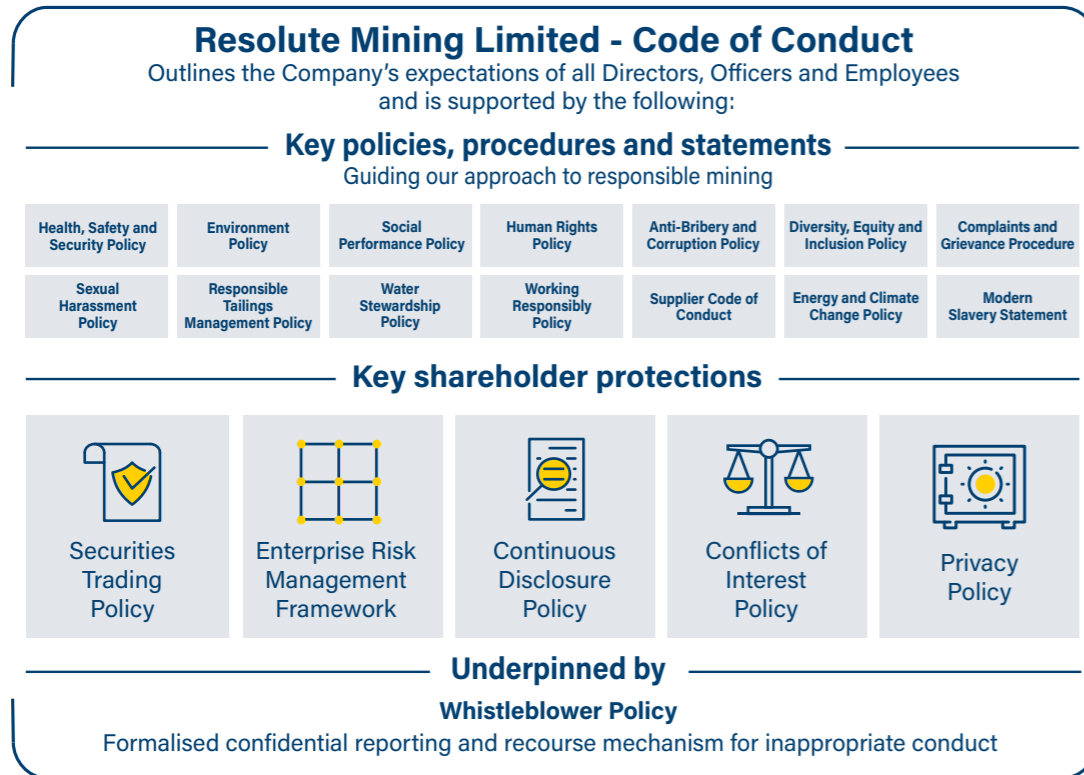 Resolute Mining Limited - Code of Conduct
Outlines the Company's expectations of all Directors, Officers and Employees
and is supported by the following:
Key policies, procedures and statements
Guiding our approach to responsible mining
Health, Safety and
Security Policy
Environment
Policy
Social
Performance Policy
Human Rights
Policy
Anti-Bribery and
Corruption Policy
Diversity, Equity and
Inclusion Policy
Complaints and
Grievance Procedure
Sexual
Harassment
Policy
Responsible
Tailings
Management Policy
Water
Stewardship
Policy
Working
Responsibly
Policy
Supplier Code of
Conduct
Energy and Climate
Change Policy
Modern
Slavery Statement
Key shareholder protections
Securities
Trading
Policy
Enterprise Risk
Management
Framework
Continuous
Disclosure
Policy
Conflicts of
Interest
Policy
Privacy
Policy
Underpinned by
Whistleblower Policy
Formalised confidential reporting and recourse mechanism for inappropriate conduct